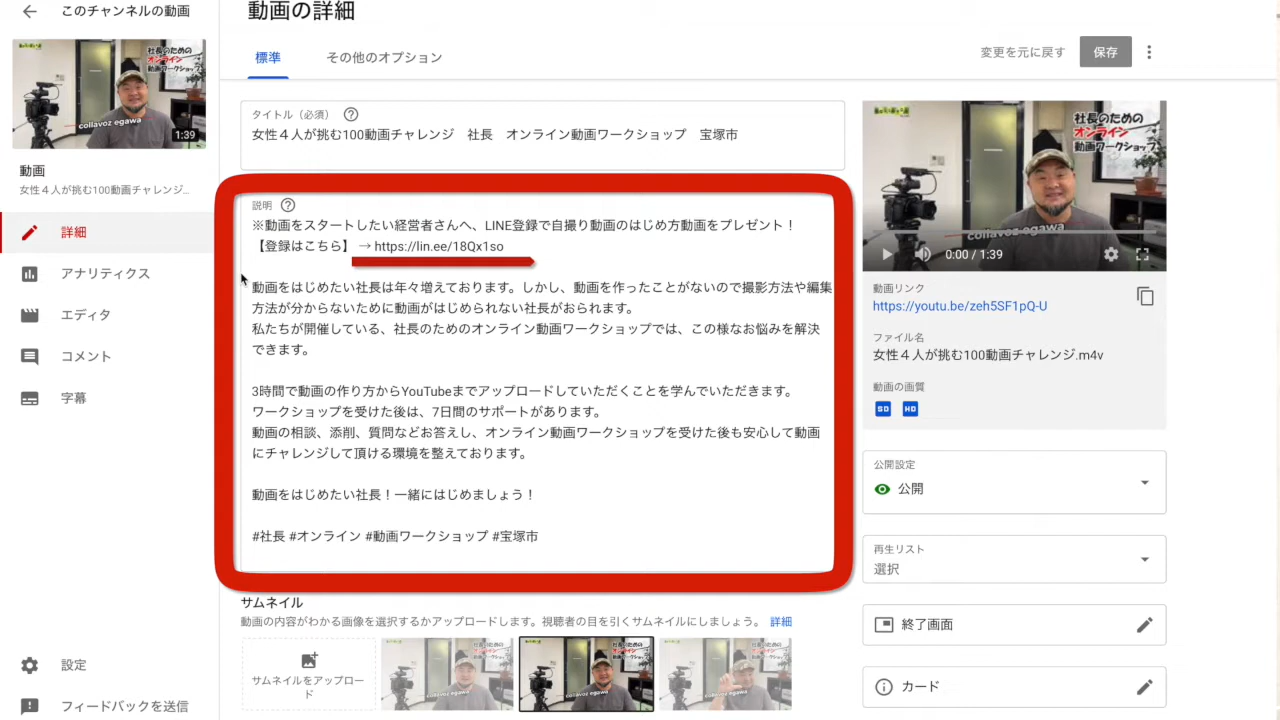 このチャンネルの動画
社長のための
オンライン
動画ワークショップ
collavoz egawa
1:39
動画
女性４人が挑む100動画チャレンジ...
詳細
アナリティクス
エディタ
コメント
字幕
設定
フィードバックを送信
動画の詳細
標準
その他のオプション
変更を元に戻す
保存
タイトル（必須）
女性４人が挑む100動画チャレンジ　社長　オンライン動画ワークショップ　宝塚市
説明
※動画をスタートしたい経営者さんへ、LINE登録で自撮り動画のはじめ方動画をプレゼント！
【登録はこちら】 → https://lin.ee/18Qx1so
動画をはじめたい社長は年々増えております。しかし、動画を作ったことがないので撮影方法や編集
方法が分からないために動画がはじめられない社長がおられます。
私たちが開催している、社長のためのオンライン動画ワークショップでは、この様なお悩みを解決
できます。
3時間で動画の作り方からYouTubeまでアップロードしていただくことを学んでいただきます。
ワークショップを受けた後は、7日間のサポートがあります。
動画の相談、添削、質問などお答えし、オンライン動画ワークショップを受けた後も安心して動画
にチャレンジして頂ける環境を整えております。
動画をはじめたい社長！一緒にはじめましょう！
#社長 #オンライン #動画ワークショップ #宝塚市
サムネイル
動画の内容がわかる画像を選択するかアップロードします。視聴者の目を引くサムネイルにしましょう。 詳細
サムネイルをアップロー
ド
collavoz egawa
collavoz egawa
社長のための
オンライン
動画ワークショップ
collavoz egawa
0:00 / 1:39
動画リンク
https://youtu.be/zeh5SF1pQ-U
ファイル名
女性４人が挑む100動画チャレンジ.m4v
動画の画質
SD
HD
公開設定
公開
再生リスト
選択
終了画面
カード